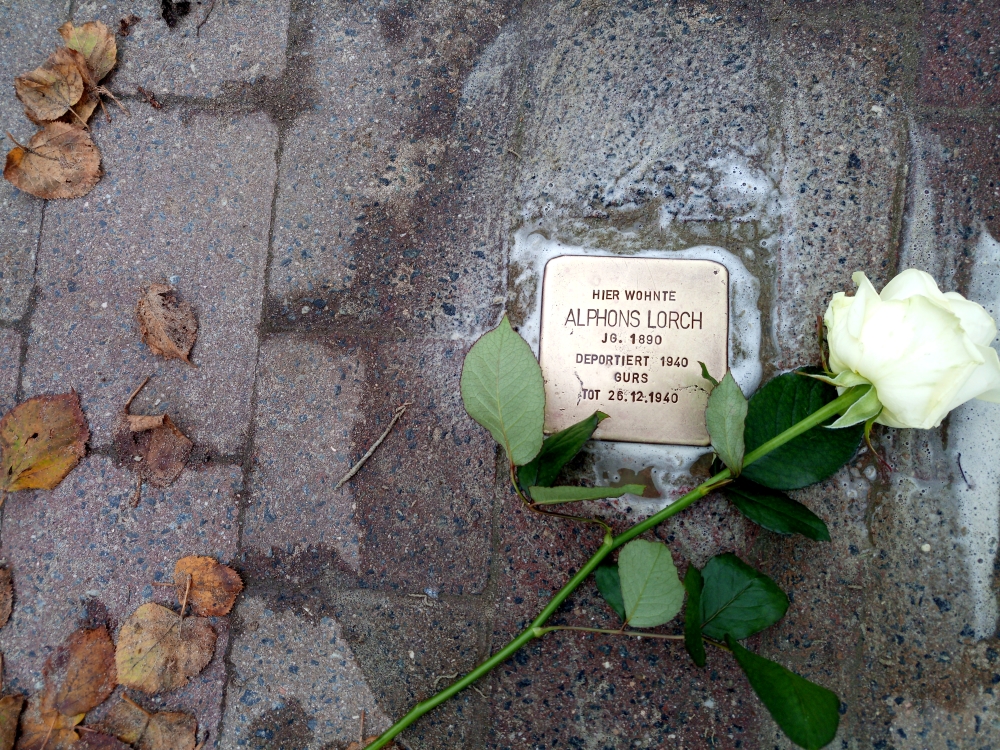 HIER WOHNTE
ALPHONS LORCH
JG. 1890
DEPORTIERT 1940
GURS
TOT 26.12.1940